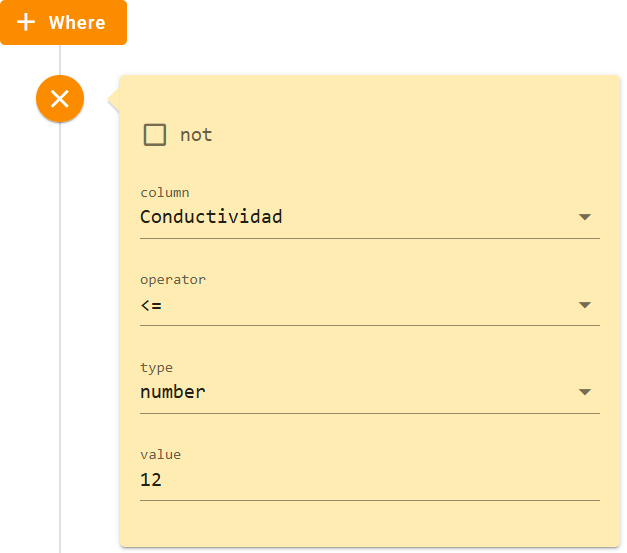 Where
not
column
Conductividad
operator
<=
type
number
value
12